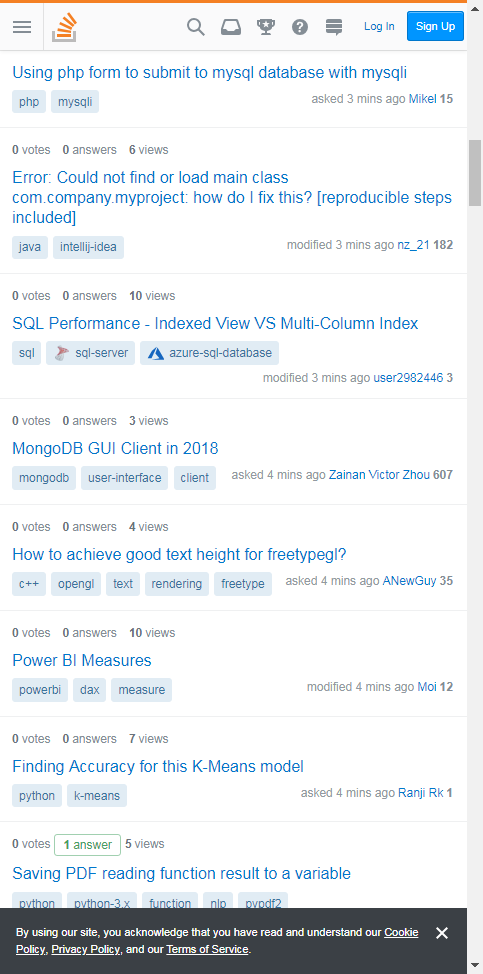 Log In Sign Up
Using php form to submit to mysql database with mysqli
php mysqli asked 3 mins ago Mikel 15
0 votes 0 answers 6 views
Error: Could not find or load main class
com.company.myproject: how do I fix this? [reproducible steps
included]
java intellij-idea modified 3 mins ago nz_21 182
0 votes 0 answers 10 views
SQL Performance - Indexed View VS Multi-Column Index
sql sql-server azure-sql-database
modified 3 mins ago user2982446 3
0 votes 0 answers 3 views
MongoDB GUI Client in 2018
mongodb user-interface client asked 4 mins ago Zainan Victor Zhou 607
0 votes 0 answers 4 views
How to achieve good text height for freetypegl?
c++ opengl text rendering freetype asked 4 mins ago ANewGuy 35
0 votes 0 answers 10 views
Power BI Measures
powerbi dax measure modified 4 mins ago Moi 12
0 votes 0 answers 7 views
Finding Accuracy for this K-Means model
python k-means asked 4 mins ago Ranji Rk 1
0 votes 1 answer 5 views
Saving PDF reading function result to a variable
python python-3.x function nlp pypdf2
By using our site, you acknowledge that you have read and understand our Cookie
Policy, Privacy Policy, and our Terms of Service.